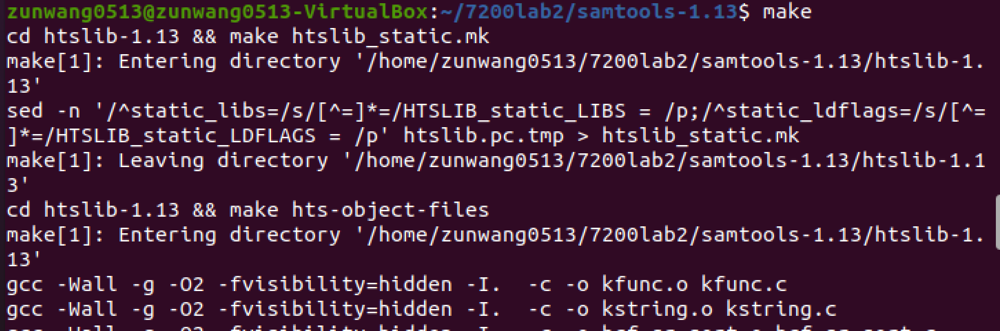 zunwang0513@zunwang0513-VirtualBox:~/7200lab2/samtools-1.13$ make
cd htslib-1.13 && make htslib_static.mk
make[1]: Entering directory '/home/zunwang0513/7200lab2/samtools-1.13/htslib-1.
13'
sed -n '/^static_libs=/s/[^=]*=/HTSLIB_static_LIBS = /p;/^static_ldflags=/s/[^=
]*=/HTSLIB_static_LDFLAGS = /p' htslib.pc.tmp > htslib_static.mk
make[1]: Leaving directory '/home/zunwang0513/7200lab2/samtools-1.13/htslib-1.1
3'
cd htslib-1.13 && make hts-object-files
make[1]: Entering directory '/home/zunwang0513/7200lab2/samtools-1.13/htslib-1.
13'
gcc -Wall -g -O2 -fvisibility=hidden -I.  -c -o kfunc.o kfunc.c
gcc -Wall -g -O2 -fvisibility=hidden -I.  -c -o kstring.o kstring.c